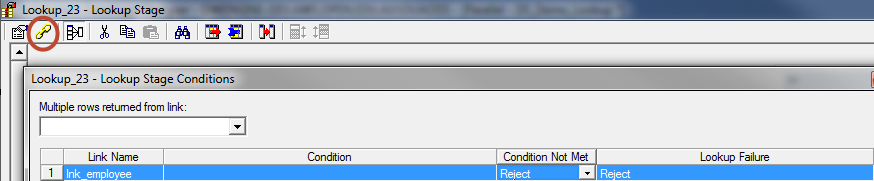 Lookup_23 - Lookup Stage
Lookup_23 - Lookup Stage Conditions
Multiple rows returned from link:
Link Name Condition Condition Not Met Lookup Failure
1 lnk_employee Reject Reject